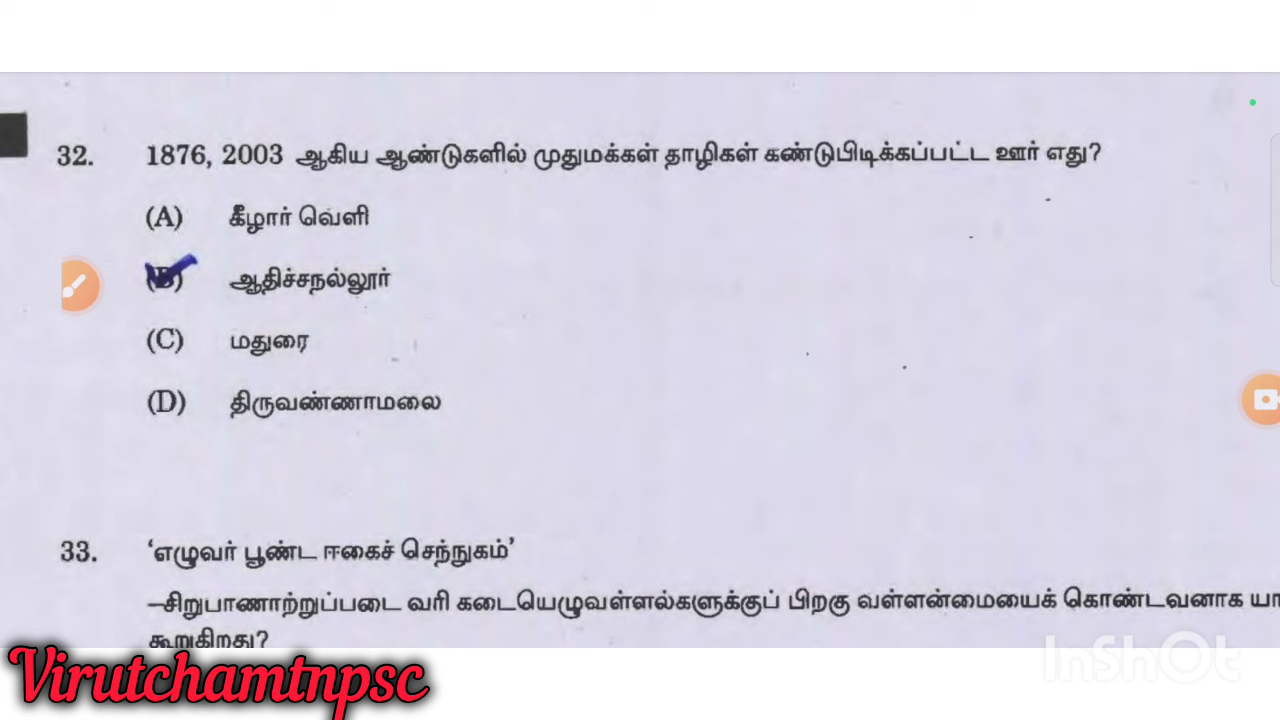 32. 1876, 2003 ஆகிய ஆண்டுகளில் முதுமக்கள் தாழிகள் கண்டுபிடிக்கப்பட்ட ஊர் எது?
(A) கீழார் வெளி
(B) ஆதிச்சநல்லூர்
(C) மதுரை
(D) திருவண்ணாமலை
33. ‘எழுவர் பூண்ட ஈகைச் செந்நுகம்’
–சிறுபாணாற்றுப்படை வரி கடையெழுவள்ளல்களுக்குப் பிறகு வள்ளன்மையைக் கொண்டவனாக
கூறுகிறது?
Virutchamtnpsc
InShOt